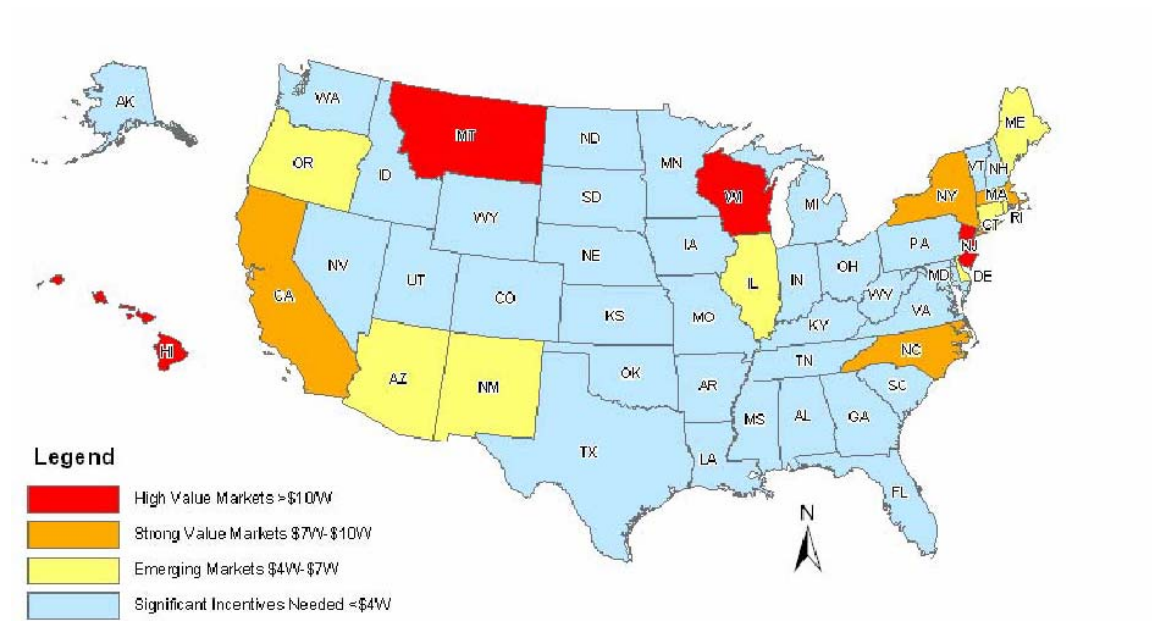 AK
WA
MT
ND
MN
ME
VT
NH
OR
ID
SD
WI
MI
NY
MA
WY
CT
RI
IA
PA
NJ
NE
NV
UT
CO
IL
IN
OH
MD
DE
WY
CA
KS
MO
VA
KY
HI
NC
TN
AZ
NM
OK
AR
SC
MS
AL
GA
TX
LA
FL
N
Legend
High Value Markets >$10/W
Strong Value Markets $7W-$10W
Emerging Markets $4W-$7W
Significant Incentives Needed <$4W